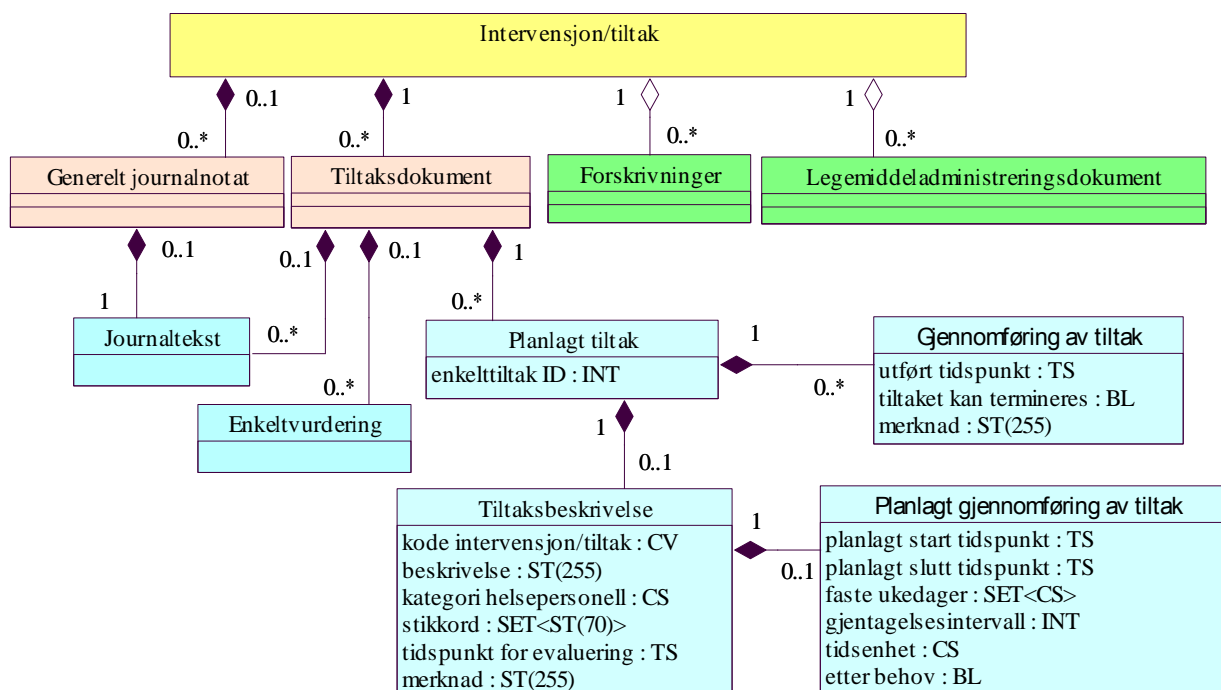 Intervensjon/tiltak
0..1
1
1
1
0..*
0..*
0..*
0..*
Generelt journalnotat
Tiltaksdokument
Forskrivninger
Legemiddeladministreringsdokument
0..1
0..1
0..1
1
1
0..*
0..*
0..*
Journaltekst
Enkeltvurdering
Planlagt tiltak
enkelttiltak ID : INT
1
0..*
Gjennomføring av tiltak
utført tidspunkt : TS
tiltaket kan termineres : BL
merknad : ST(255)
1
0..1
Tiltaksbeskrivelse
kode intervensjon/tiltak : CV
beskrivelse : ST(255)
kategori helsepersonell : CS
stikkord : SET<ST(70)>
tidspunkt for evaluering : TS
merknad : ST(255)
1
0..1
Planlagt gjennomføring av tiltak
planlagt start tidspunkt : TS
planlagt slutt tidspunkt : TS
faste ukedager : SET<CS>
gjentagelsesintervall : INT
tidsenhet : CS
etter behov : BL